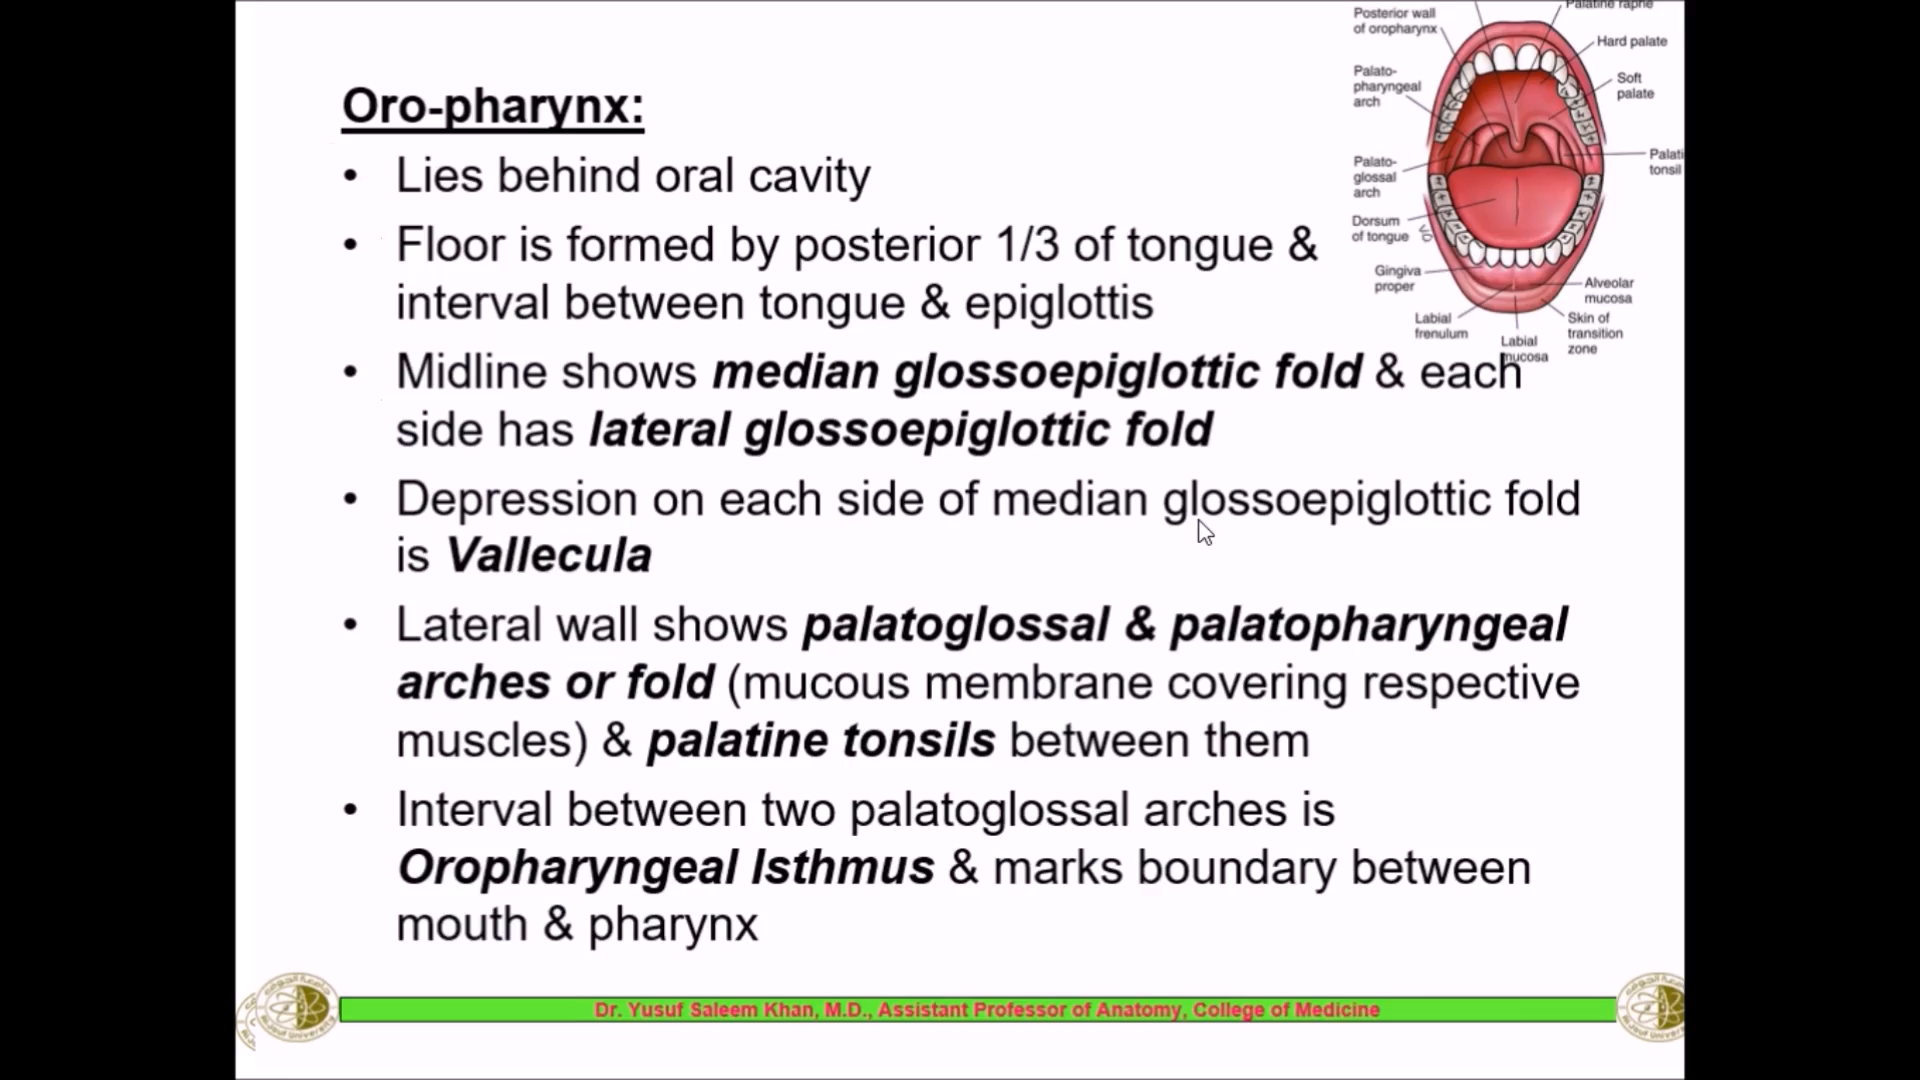 Oro-pharynx:
• Lies behind oral cavity
• Floor is formed by posterior 1/3 of tongue &
interval between tongue & epiglottis
• Midline shows median glossoepiglottic fold & each
side has lateral glossoepiglottic fold
• Depression on each side of median glossoepiglottic fold
is Vallecula
• Lateral wall shows palatoglossal & palatopharyngeal
arches or fold (mucous membrane covering respective
muscles) & palatine tonsils between them
• Interval between two palatoglossal arches is
Oropharyngeal Isthmus & marks boundary between
mouth & pharynx
Posterior wall
of oropharynx
Palato-
pharyngeal
arch
Palato-
glossal
arch
Dorsum
of tongue
Gingiva
proper
Labial
frenulum
Labial
mucosa
Palatine raphe
Hard palate
Soft
palate
Palati
tonsil
Alveolar
mucosa
Skin of
transition
zone
Dr. Yusuf Saleem Khan, M.D., Assistant Professor of Anatomy, College of Medicine